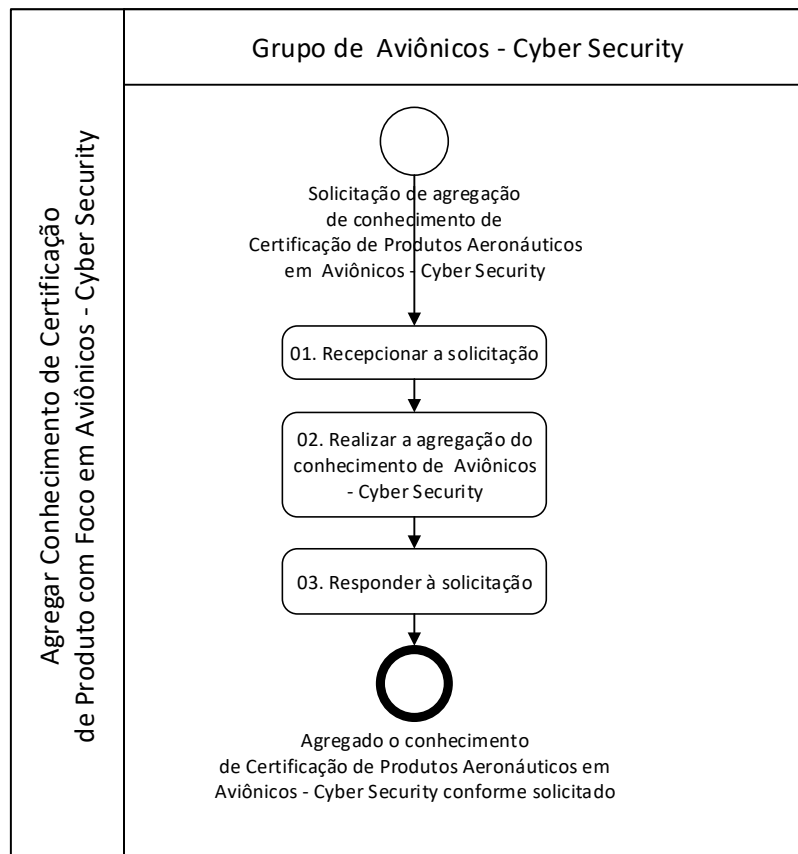 Grupo de Aviônicos - Cyber Security
Agregar Conhecimento de Certificação
de Produto com Foco em Aviônicos - Cyber Security
Solicitação de agregação
de conhecimento de
Certificação de Produtos Aeronáuticos
em Aviônicos - Cyber Security
01. Recepcionar a solicitação
02. Realizar a agregação do
conhecimento de Aviônicos
- Cyber Security
03. Responder à solicitação
Agregado o conhecimento
de Certificação de Produtos Aeronáuticos em
Aviônicos - Cyber Security conforme solicitado